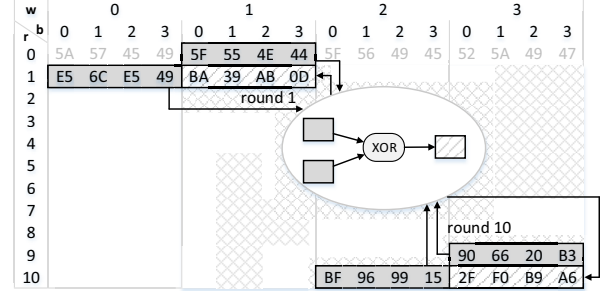 w 0 1 2 3
b 0 1 2 3 0 1 2 3 0 1 2 3 0 1 2 3
r
0 5A 57 45 49 5F 55 4E 44 5F 56 49 45 52 5A 49 47
1 E5 6C E5 49 BA 39 AB 0D
2 round 1
3
4 XOR
5
6
7
8 round 10
9 90 66 20 B3
10 BF 96 99 15 2F F0 B9 A6